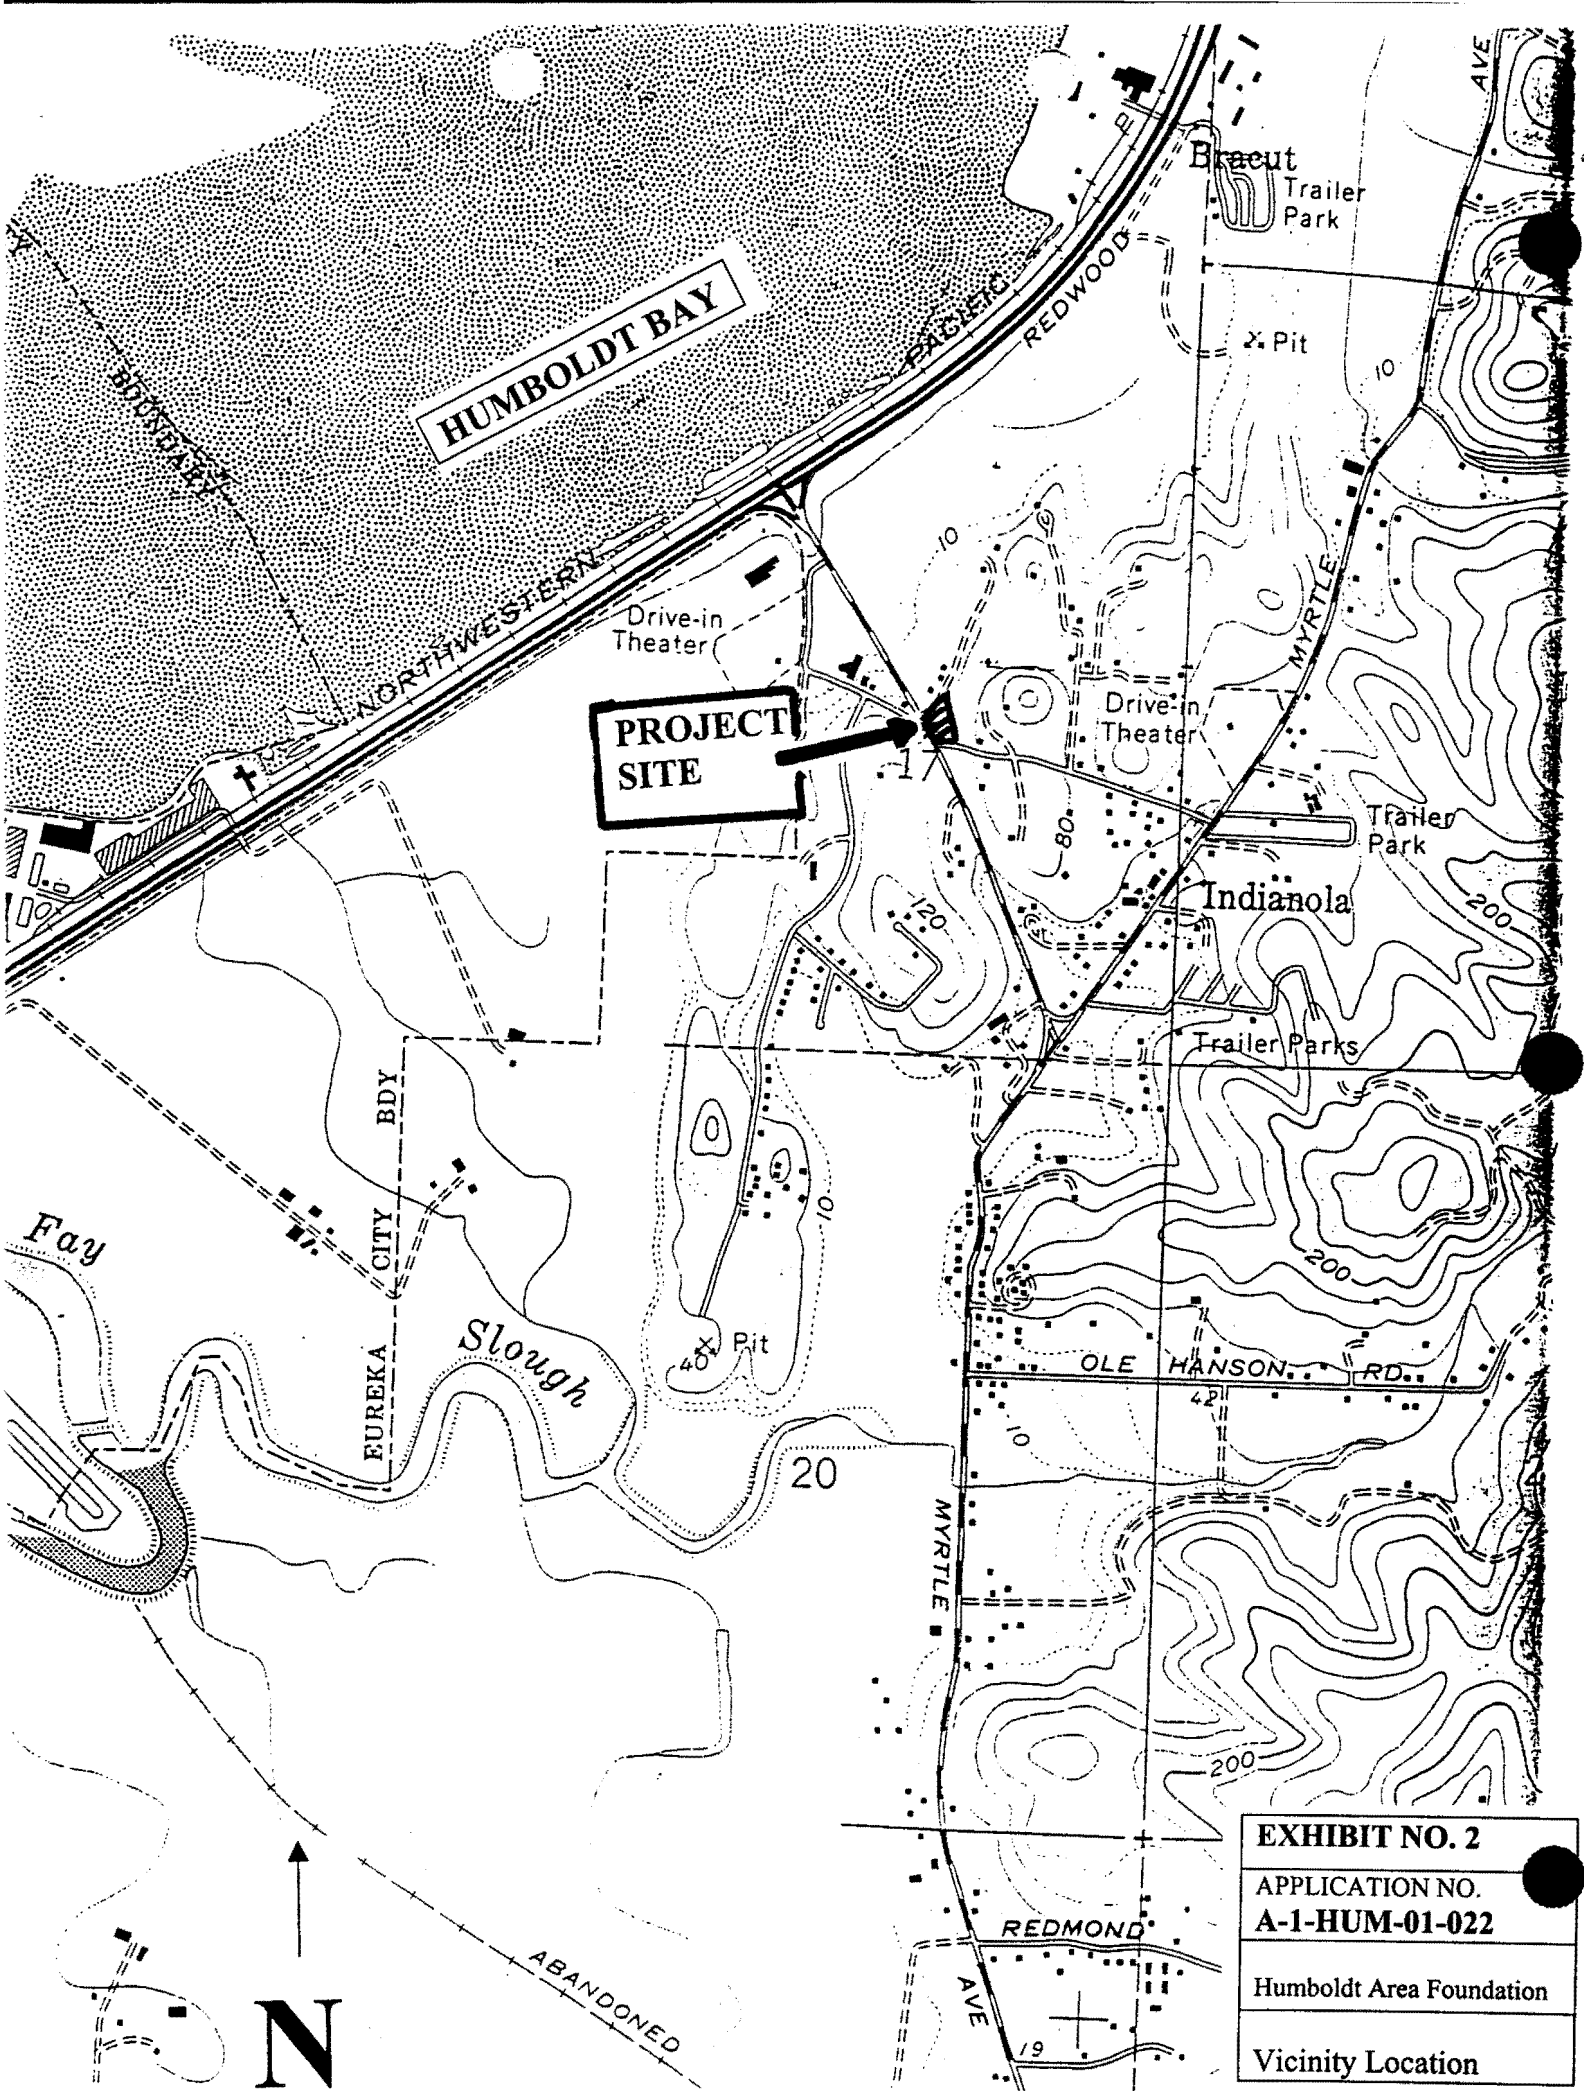 AVE
Bracut
Trailer
Park
HUMBOLDT BAY
PACIFIC
REDWOOD
Pit
10
BOUNDARY
10
NORTHWESTERN
MYRTLE
Drive-in
Theater
PROJECT
SITE
17
Drive-in
Theater
80
Trailer
Park
Indianola
120
200
Trailer Parks
BDY
CITY
EUREKA
10
Fay
Slough
200
Pit
40
OLE HANSON RD
42
10
20
MYRTLE
200
ABANDONED
REDMOND
AVE
19
N
EXHIBIT NO. 2
APPLICATION NO.
A-1-HUM-01-022
Humboldt Area Foundation
Vicinity Location